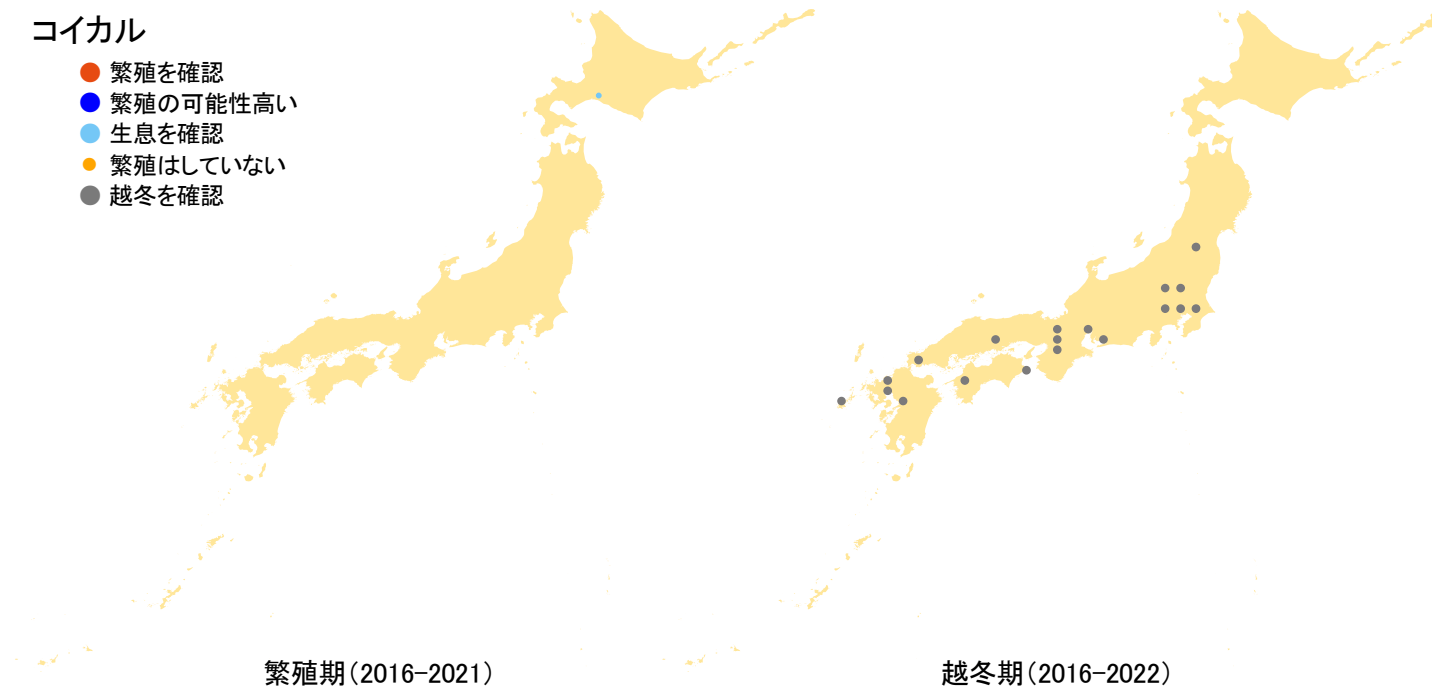 コイカル
繁殖を確認
繁殖の可能性高い
生息を確認
繁殖はしていない
越冬を確認
繁殖期(2016-2021)
越冬期(2016-2022)